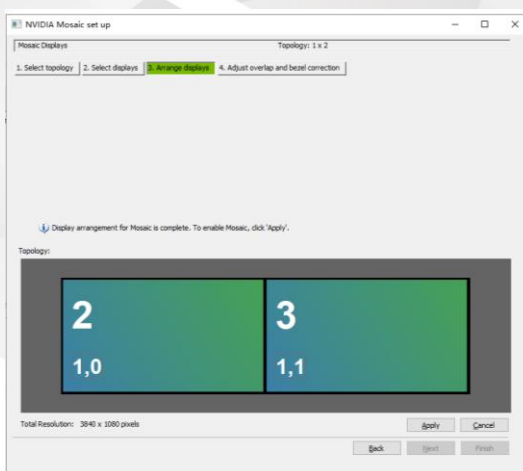 NVIDIA Mosaic set up
Mosaic Displays Topology: 1 x 2
1. Select topology 2. Select displays 3. Arrange displays 4. Adjust overlap and bezel correction
Display arrangement for Mosaic is complete. To enable Mosaic, click 'Apply'.
Topology:
2 3
1,0 1,1
Total Resolution: 3840 x 1080 pixels Apply Cancel
Back Next Finish